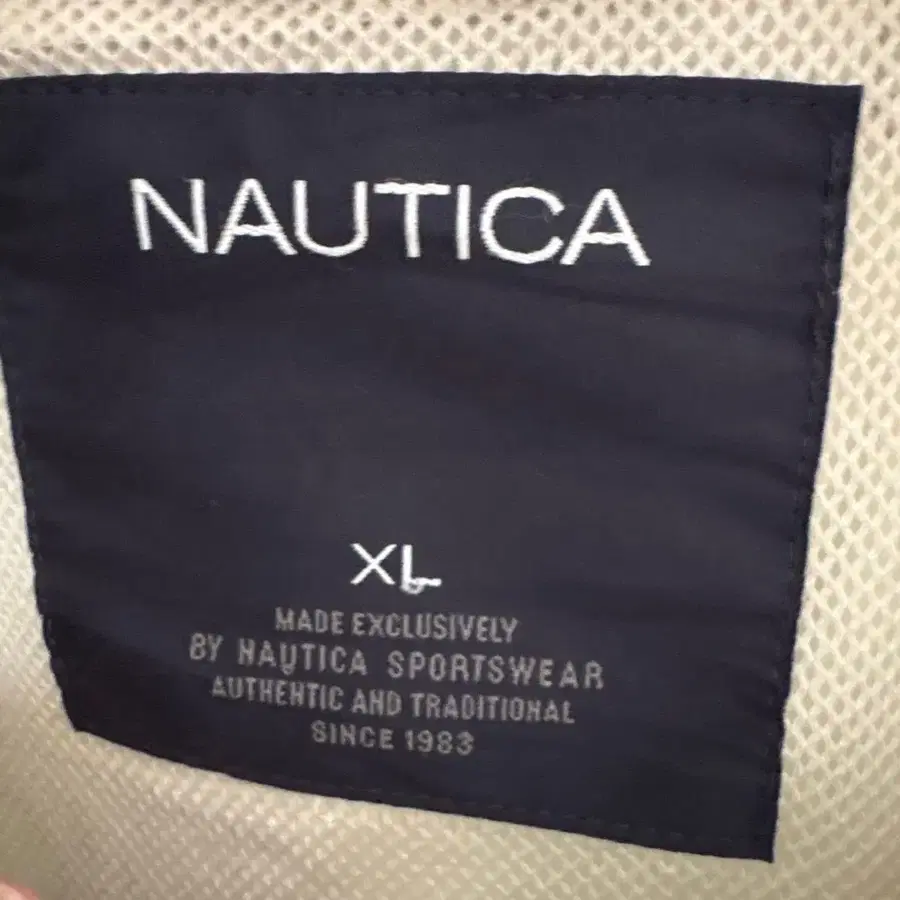 NAUTICA
XL
MADE EXCLUSIVELY
BY NAUTICA SPORTSWEAR
AUTHENTIC AND TRADITIONAL
SINCE 1983